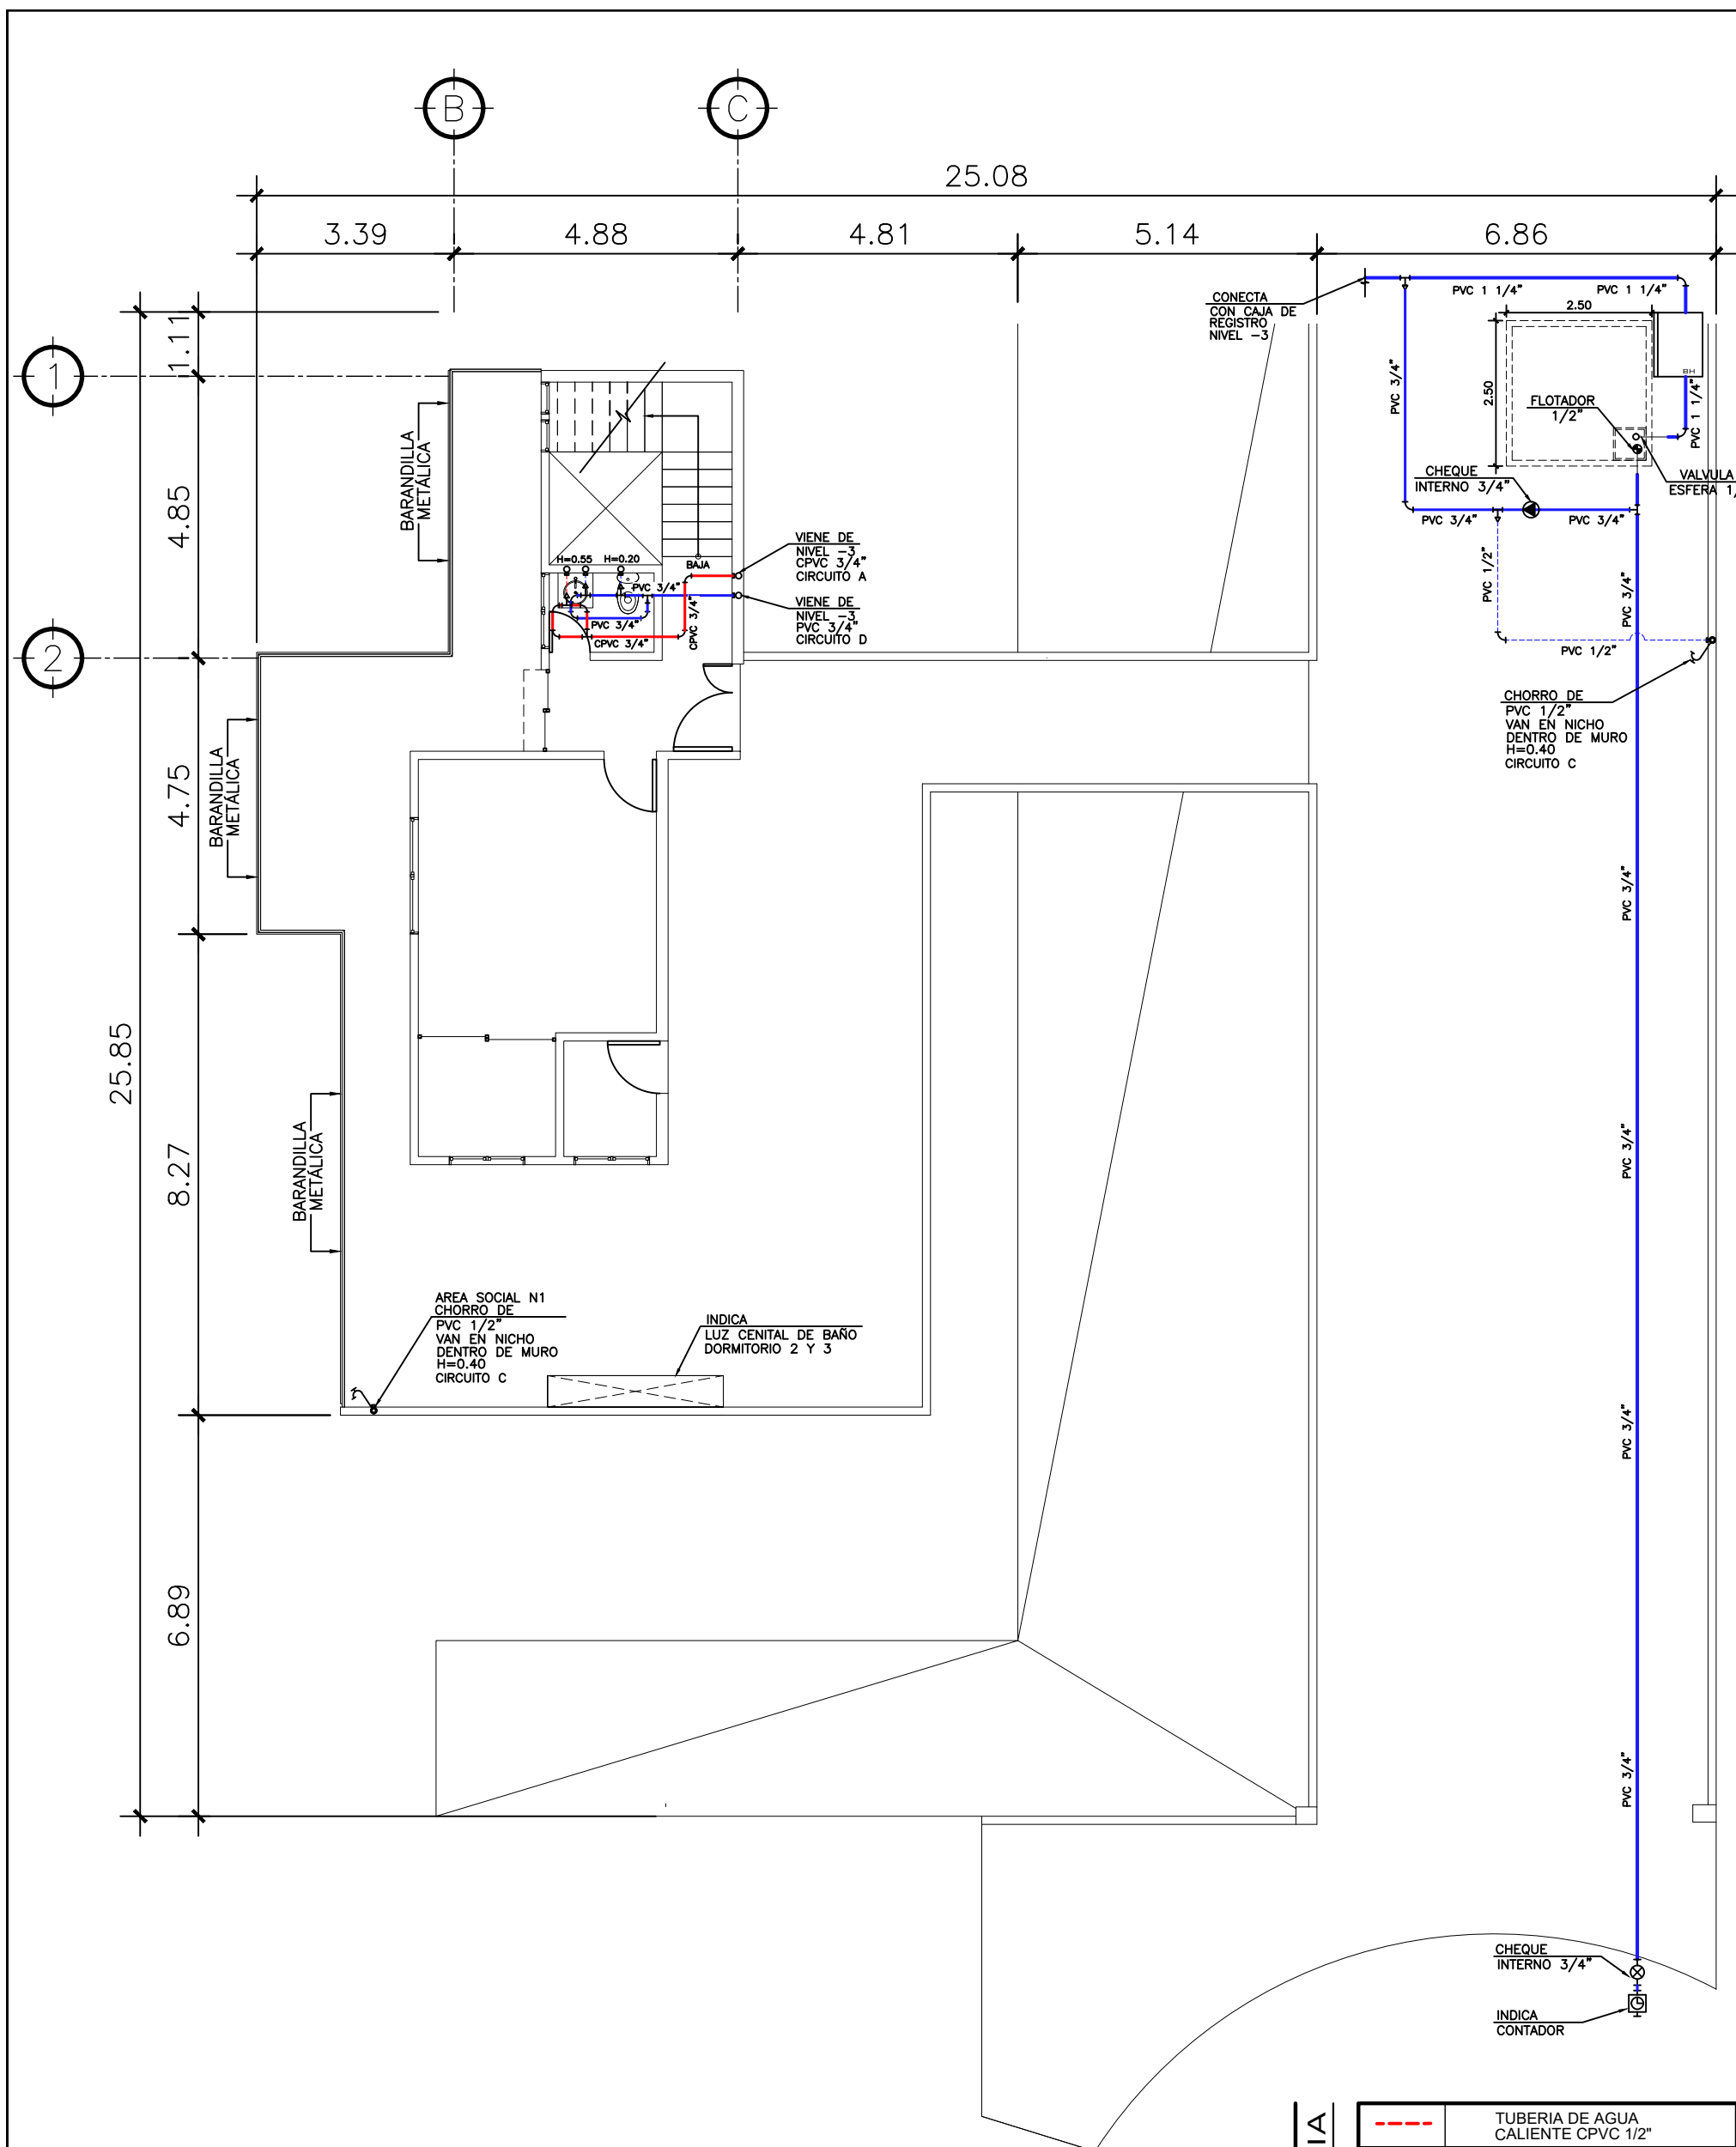 B
C
25.08
3.39
4.88
4.81
5.14
6.86
1
1.11
4.85
2
4.75
25.85
8.27
6.89
BARANDILLA
METÁLICA
BARANDILLA
METÁLICA
BARANDILLA
METÁLICA
CONECTA
CON CAJA DE
REGISTRO
NIVEL -3
PVC 1 1/4"
PVC 1 1/4"
2.50
2.50
BH
PVC 3/4"
PVC 1 1/4"
FLOTADOR
1/2"
CHEQUE
INTERNO 3/4"
VALVULA
ESFERA 1/
PVC 3/4"
PVC 3/4"
PVC 1/2"
PVC 3/4"
PVC 1/2"
VIENE DE
NIVEL -3
CPVC 3/4"
CIRCUITO A
VIENE DE
NIVEL -3
PVC 3/4"
CIRCUITO D
H=0.55
H=0.20
BAJA
PVC 3/4"
PVC 3/4"
CPVC 3/4"
CPVC 3/4"
CHORRO DE
PVC 1/2"
VAN EN NICHO
DENTRO DE MURO
H=0.40
CIRCUITO C
PVC 3/4"
PVC 3/4"
PVC 3/4"
PVC 3/4"
AREA SOCIAL N1
CHORRO DE
PVC 1/2"
VAN EN NICHO
DENTRO DE MURO
H=0.40
CIRCUITO C
INDICA
LUZ CENITAL DE BAÑO
DORMITORIO 2 Y 3
CHEQUE
INTERNO 3/4"
INDICA
CONTADOR
IA
TUBERIA DE AGUA
CALIENTE CPVC 1/2"